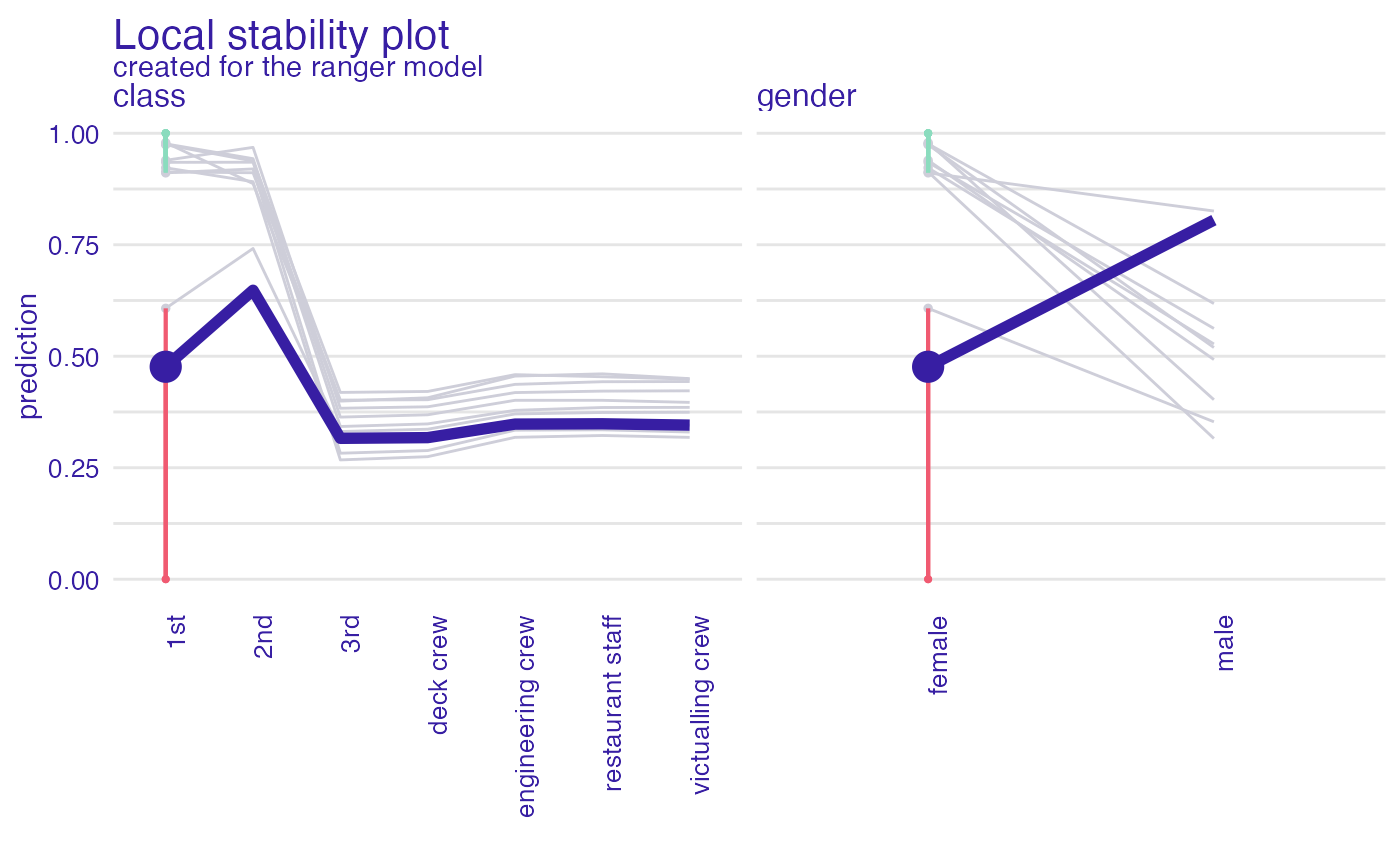 Local stability plot
created for the ranger model
class
gender
prediction
1.00
0.75
0.50
0.25
0.00
1st
2nd
3rd
deck crew
engineering crew
restaurant staff
victualling crew
female
male